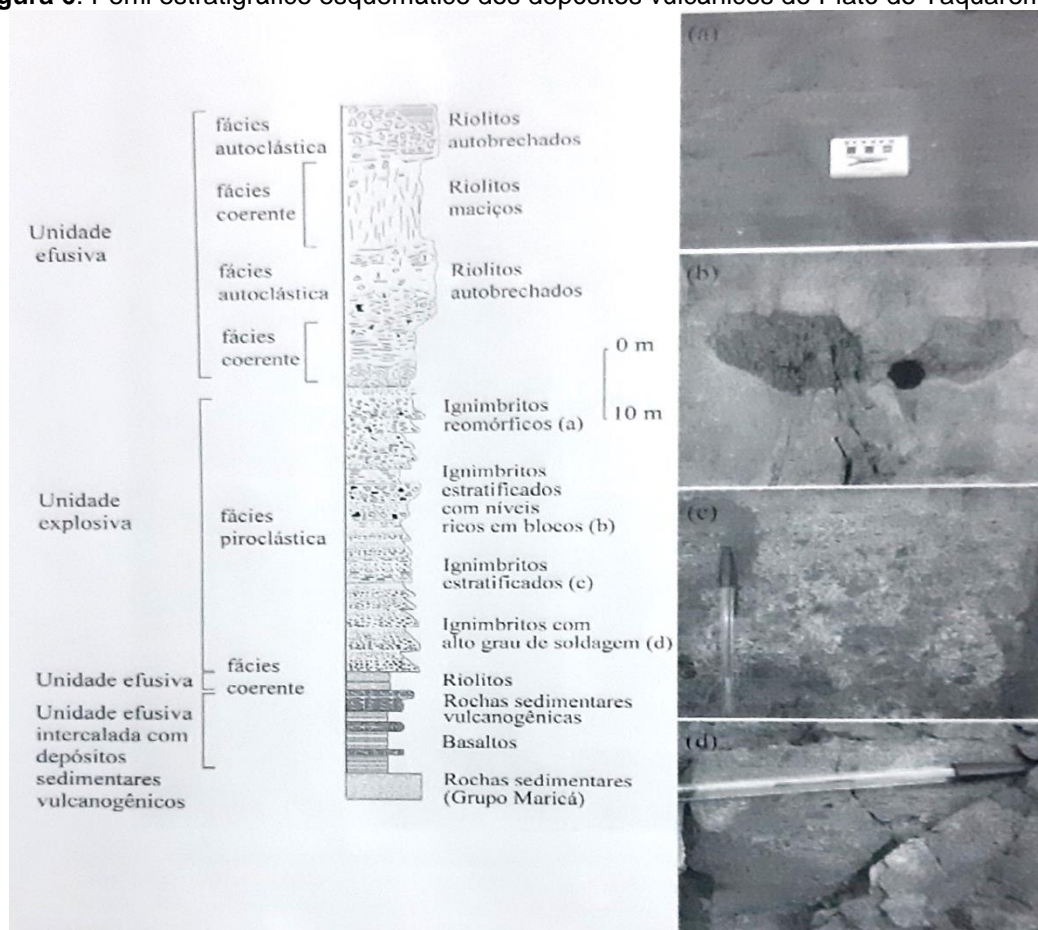 gura 6. Perfil estratigráfico esquemático dos depósitos vulcânicos do Platô do Taquarem
Unidade
efusiva
fácies
autoclástica
fácies
coerente
fácies
autoclástica
fácies
coerente
Riolitos
autobrechados
Riolitos
maciços
Riolitos
autobrechados
0 m
10 m
Unidade
explosiva
fácies
piroclástica
Ignimbritos
reomórficos (a)
Ignimbritos
estratificados
com níveis
ricos em blocos (b)
Ignimbritos
estratificados (c)
Ignimbritos com
alto grau de soldagem (d)
Unidade efusiva
fácies
coerente
Riolitos
Unidade efusiva
intercalada com
depósitos
sedimentares
vulcanogênicos
Rochas sedimentares
vulcanogênicas
Basaltos
Rochas sedimentares
(Grupo Maricá)
(a)
(b)
(c)
(d)